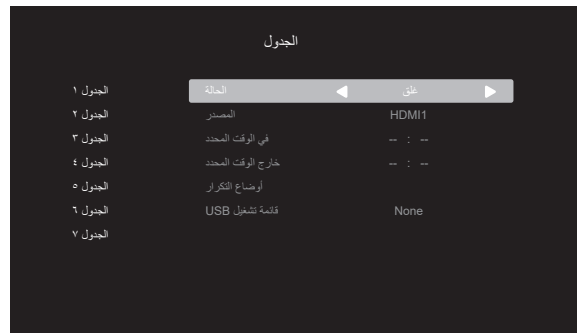 الجدول
الجدول ١
الحالة غلق
الجدول ٢
المصدر HDMI1
الجدول ٣
في الوقت المحدد -- : --
الجدول ٤
خارج الوقت المحدد -- : --
الجدول ٥
أوضاع التكرار
الجدول ٦
قائمة تشغيل USB None
الجدول ٧